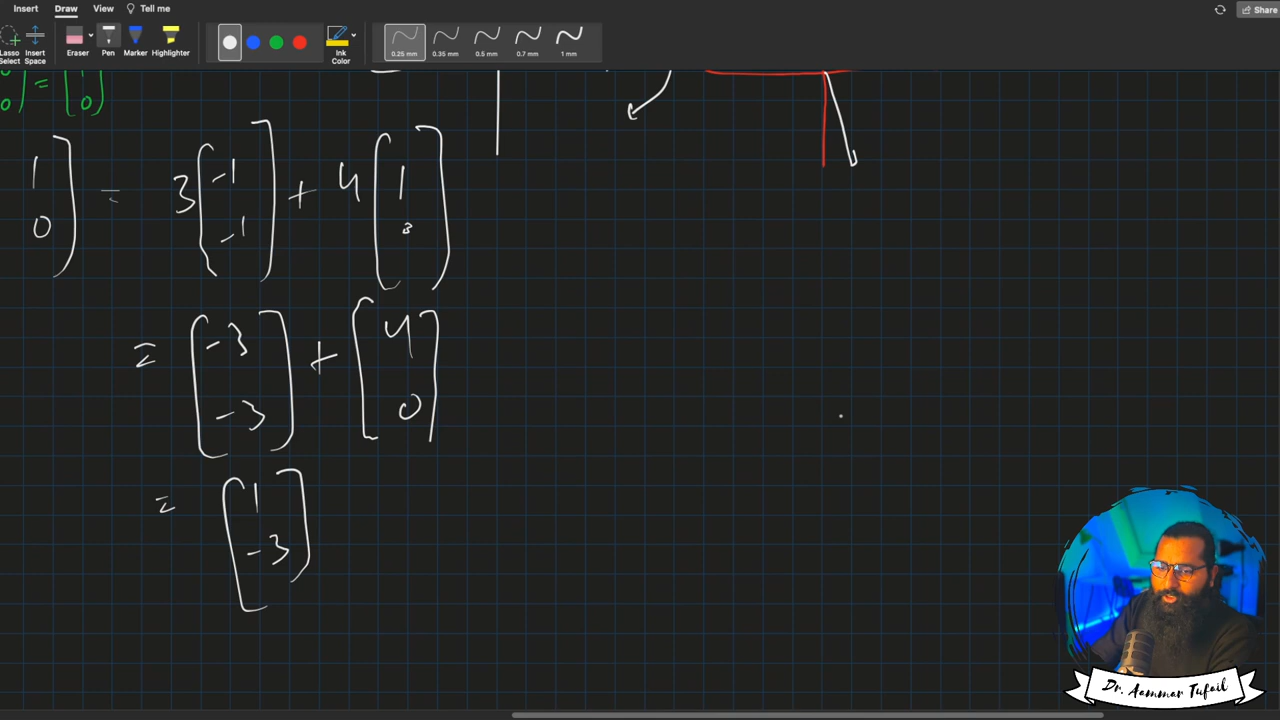 Insert Draw View Tell me
Share
Lasso Select
Insert Space
Eraser
Pen
Marker
Highlighter
Ink Color
0.25 mm
0.35 mm
0.5 mm
0.7 mm
1 mm
0] = [1
0]
1
0 ] = 3 [ -1
-1 ] + 4 [ 1
0 ]
= [ -3
-3 ] + [ 4
0 ]
= [ 1
-3 ]
Dr. Aammar Tufail